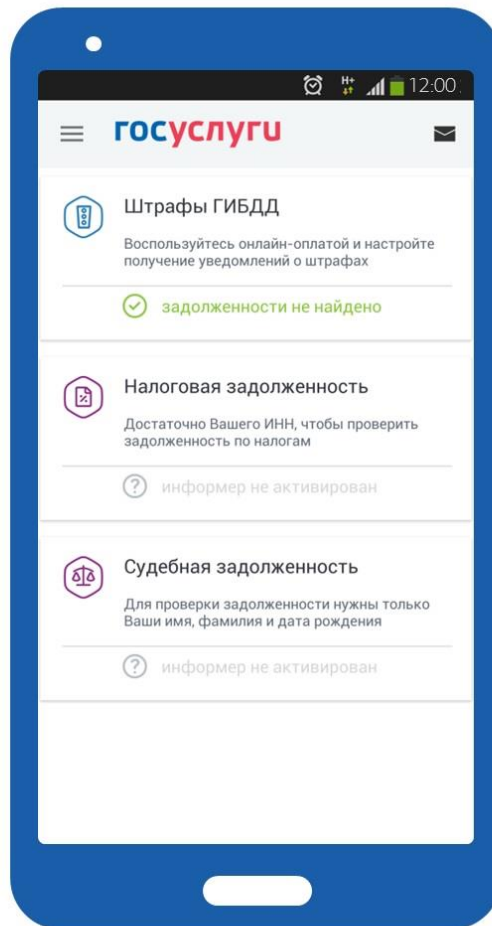 H+
12:00
госуслуги
Штрафы ГИБДД
Воспользуйтесь онлайн-оплатой и настройте
получение уведомлений о штрафах
задолженности не найдено
Налоговая задолженность
Достаточно Вашего ИНН, чтобы проверить
задолженность по налогам
информер не активирован
Судебная задолженность
Для проверки задолженности нужны только
Ваши имя, фамилия и дата рождения
информер не активирован